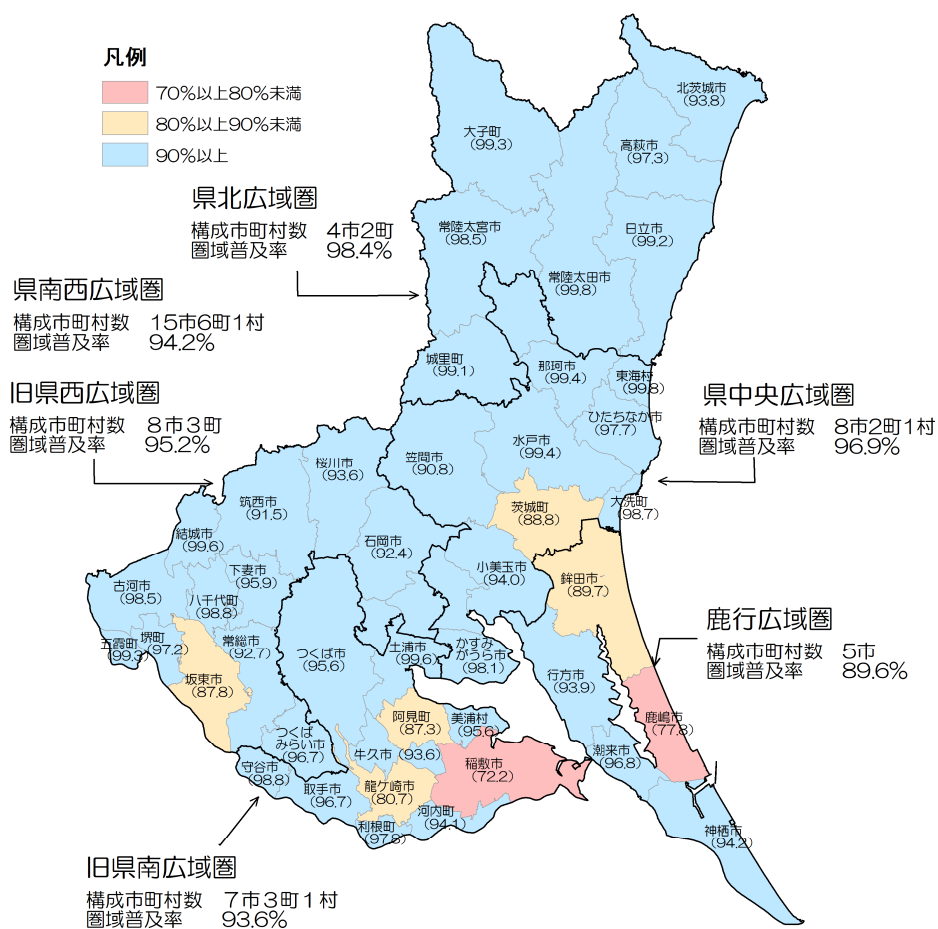 凡例
70%以上80%未満
80%以上90%未満
90%以上
県北広域圏
構成市町村数 4市2町
圏域普及率 98.4%
県南西広域圏
構成市町村数 15市6町1村
圏域普及率 94.2%
旧県西広域圏
構成市町村数 8市3町
圏域普及率 95.2%
県中央広域圏
構成市町村数 8市2町1村
圏域普及率 96.9%
鹿行広域圏
構成市町村数 5市
圏域普及率 89.6%
旧県南広域圏
構成市町村数 7市3町1村
圏域普及率 93.6%
北茨城市
(93.8)
大子町
(99.3)
高萩市
(97.3)
常陸太宮市
(98.5)
日立市
(99.2)
常陸太田市
(99.8)
城里町
(99.1)
那珂市
(99.4)
東海村
(99.8)
ひたちなか市
(97.7)
水戸市
(99.4)
笠間市
(90.8)
桜川市
(93.6)
筑西市
(91.5)
茨城町
(88.8)
大洗町
(98.7)
結城市
(99.6)
石岡市
(92.4)
小美玉市
(94.0)
鉾田市
(89.7)
下妻市
(95.9)
古河市
(98.5)
八千代町
(98.8)
五霞町
(99.3)
堺町
(97.2)
常総市
(92.7)
つくば市
(95.6)
土浦市
(99.6)
かすみ
がうら市
(98.1)
坂東市
(87.8)
行方市
(93.9)
鹿嶋市
(77.8)
阿見町
(87.3)
美浦村
(95.6)
つくば
みらい市
(96.7)
牛久市 (93.6)
稲敷市
(72.2)
潮来市
(96.8)
守谷市
(98.8)
取手市
(96.7)
龍ケ崎市
(80.7)
河内町
(94.1)
利根町
(97.8)
神栖市
(94.2)